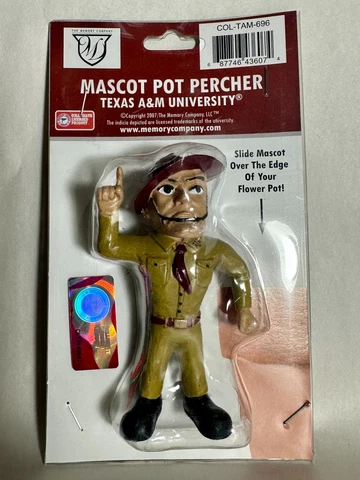 THE MEMORY COMPANY
COL-TAM-696
6 87746 43607 4
MASCOT POT PERCHER
TEXAS A&M UNIVERSITY®
©Copyright 2007 The Memory Company, LLC™
The indicia depicted are licensed trademarks of the university.
www.memorycompany.com
Slide Mascot
Over The Edge
Of Your
Flower Pot!